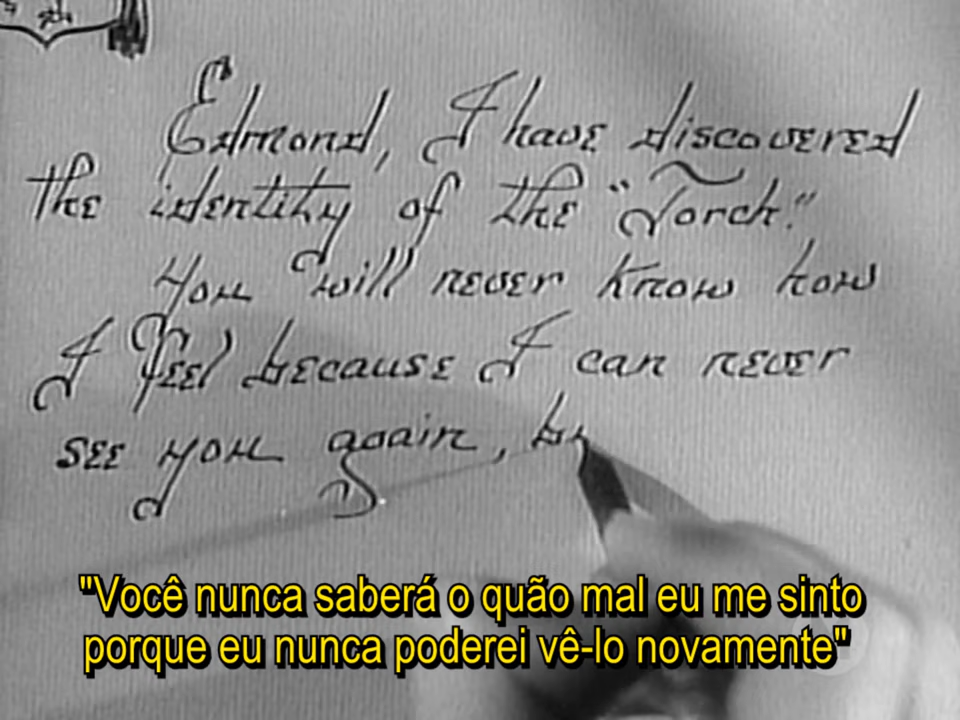 Edmond, I have discovered
the identity of the "Torch."
You will never know how
I feel because I can never
see you again, bu
"Você nunca saberá o quão mal eu me sinto
porque eu nunca poderei vê-lo novamente"